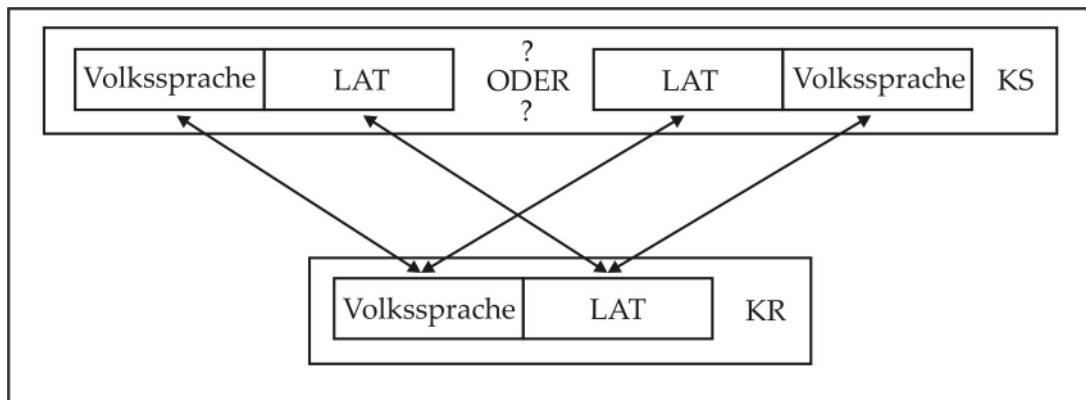 ?
Volkssprache LAT ODER LAT Volkssprache KS
?
Volkssprache LAT KR